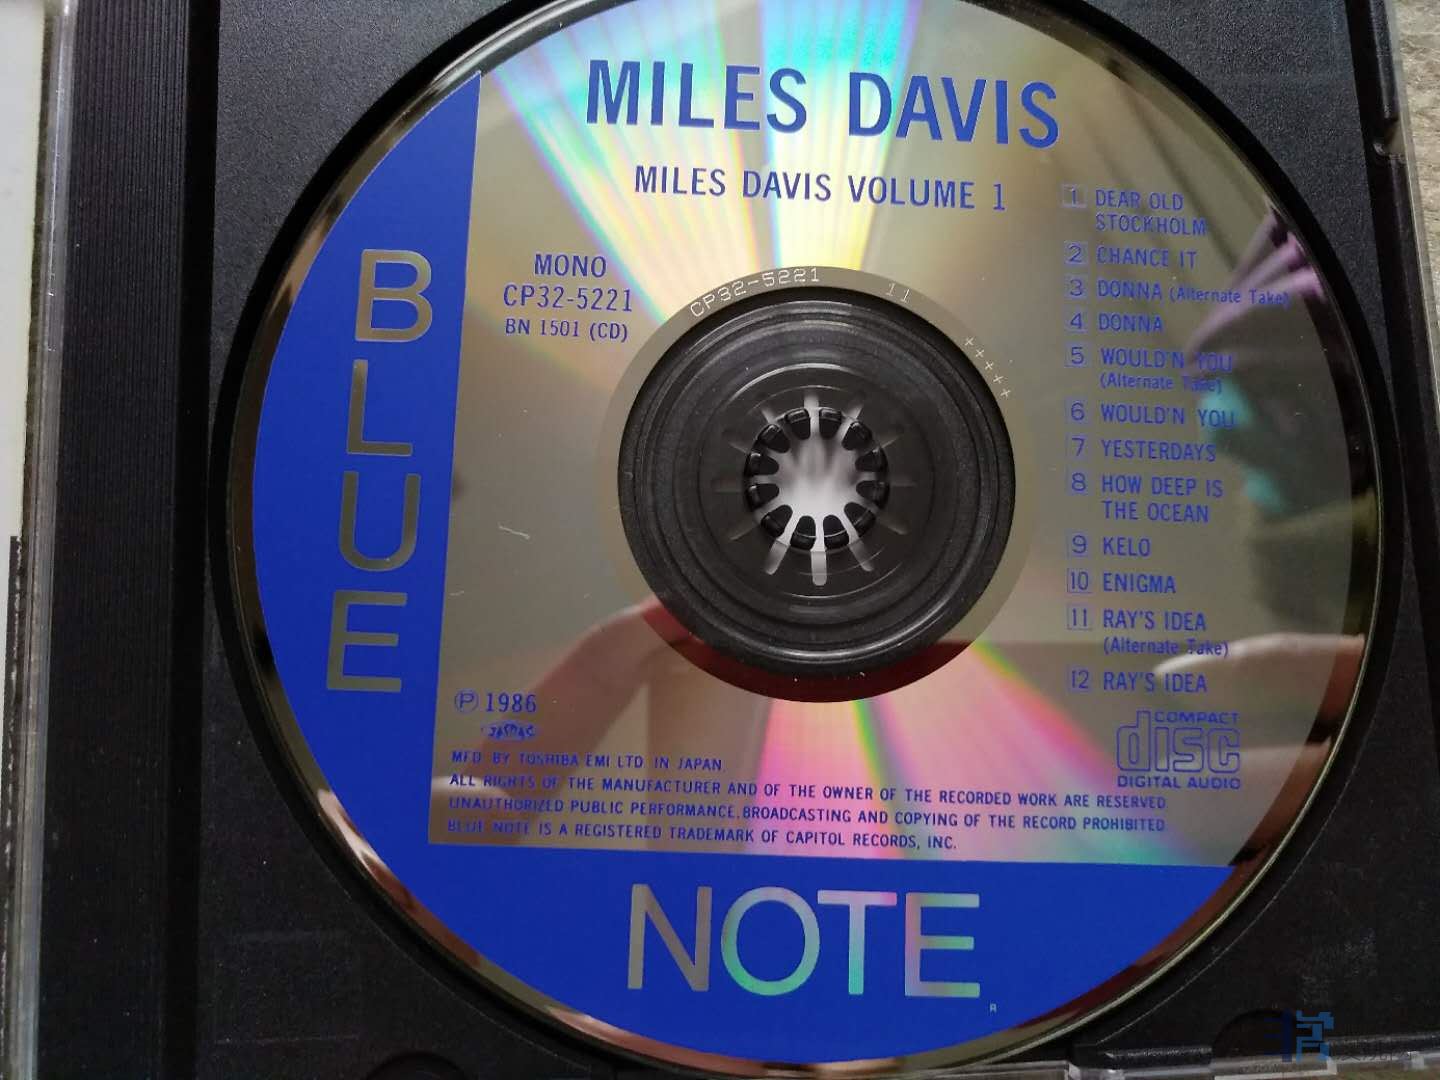 MILES DAVIS
MILES DAVIS VOLUME 1
MONO
CP32-5221
BN 1501 (CD)
CP32-5221 11 +++++
1 DEAR OLD
STOCKHOLM
2 CHANCE IT
3 DONNA (Alternate Take)
4 DONNA
5 WOULD'N YOU
(Alternate Take)
6 WOULD'N YOU
7 YESTERDAYS
8 HOW DEEP IS
THE OCEAN
9 KELO
10 ENIGMA
11 RAY'S IDEA
(Alternate Take)
12 RAY'S IDEA
COMPACT
disc
DIGITAL AUDIO
BLUE
Ⓟ 1986
JASRAC
MFD. BY TOSHIBA EMI LTD. IN JAPAN.
ALL RIGHTS OF THE MANUFACTURER AND OF THE OWNER OF THE RECORDED WORK ARE RESERVED.
UNAUTHORIZED PUBLIC PERFORMANCE, BROADCASTING AND COPYING OF THE RECORD PROHIBITED.
BLUE NOTE IS A REGISTERED TRADEMARK OF CAPITOL RECORDS, INC.
NOTE
R